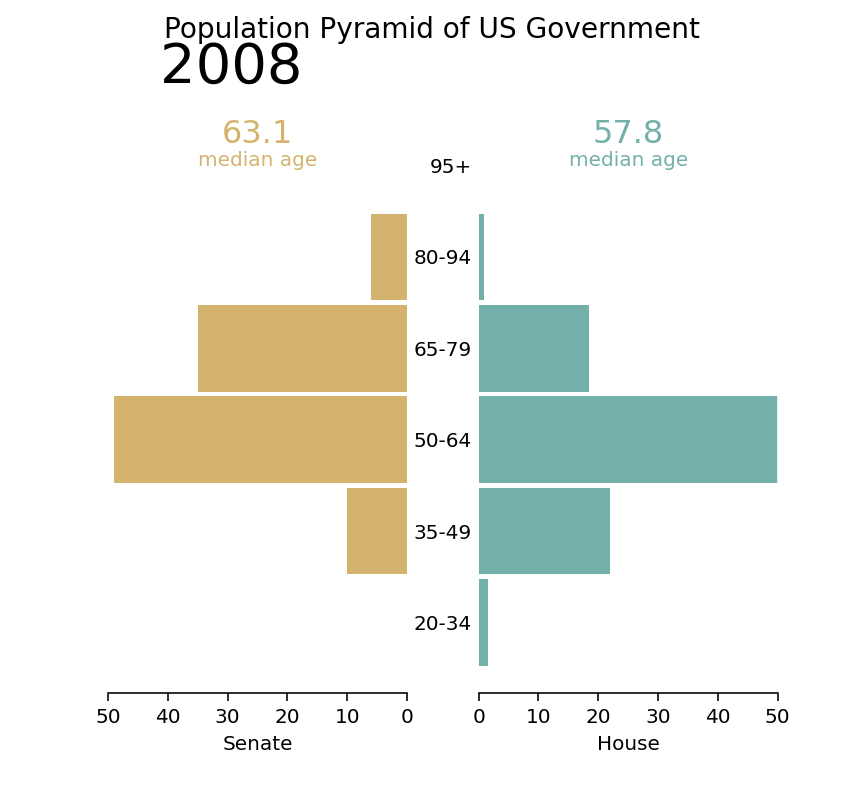 Population Pyramid of US Government
2008
63.1
57.8
median age
median age
95+
80-94
65-79
50-64
35-49
20-34
50 40 30 20 10 0 0 10 20 30 40 50
Senate House